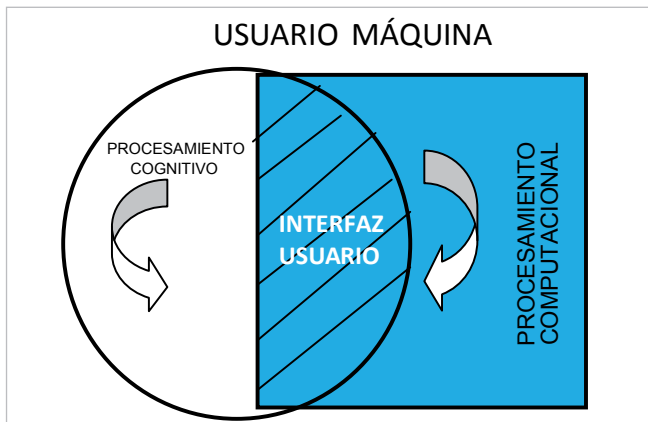 USUARIO MÁQUINA
PROCESAMIENTO
COGNITIVO
INTERFAZ
USUARIO
PROCESAMIENTO
COMPUTACIONAL